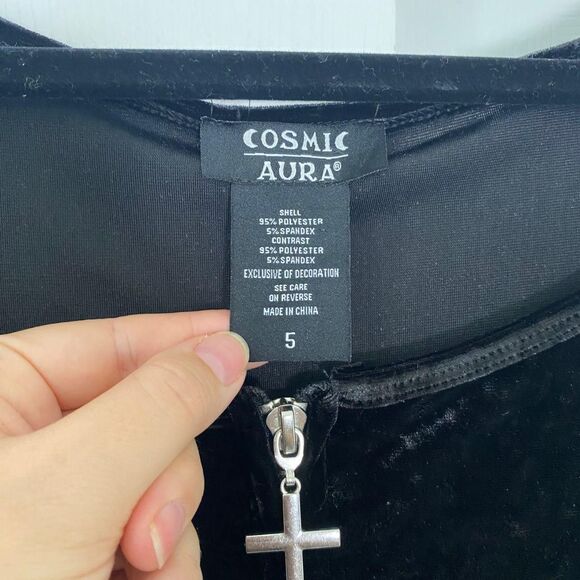 COSMIC
AURA®
SHELL
95% POLYESTER
5% SPANDEX
CONTRAST
95% POLYESTER
5% SPANDEX
EXCLUSIVE OF DECORATION
SEE CARE
ON REVERSE
MADE IN CHINA
5